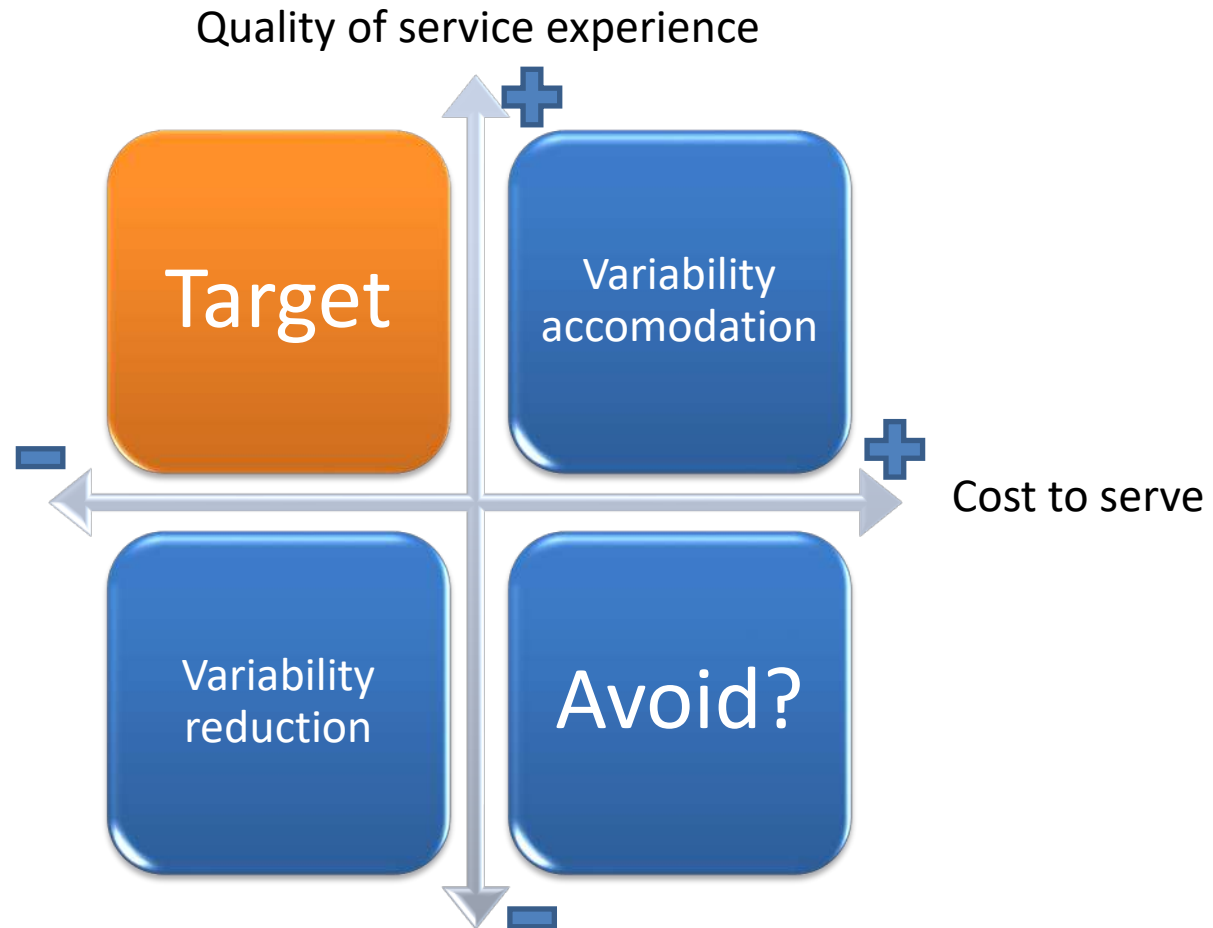 Quality of service experience
Target
Variability
accomodation
Cost to serve
Variability
reduction
Avoid?